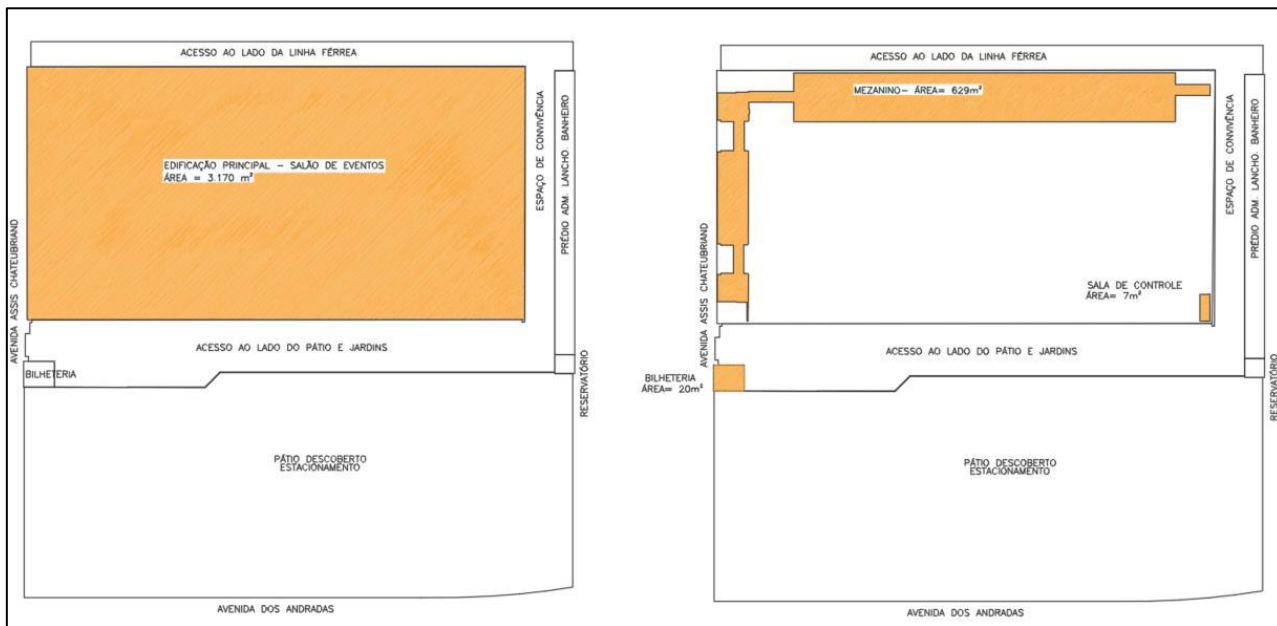 ACESSO AO LADO DA LINHA FÉRREA
EDIFICAÇÃO PRINCIPAL - SALÃO DE EVENTOS
ÁREA = 3.170 m²
ESPAÇO DE CONVIVÊNCIA
PRÉDIO ADM. LANCHO. BANHEIRO
AVENIDA ASSIS CHATEUBRIAND
ACESSO AO LADO DO PÁTIO E JARDINS
BILHETERIA
RESERVATÓRIO
PÁTIO DESCOBERTO
ESTACIONAMENTO
AVENIDA DOS ANDRADAS
ACESSO AO LADO DA LINHA FÉRREA
MEZANINO- ÁREA= 629m²
ESPAÇO DE CONVIVÊNCIA
PRÉDIO ADM. LANCHO. BANHEIRO
SALA DE CONTROLE
ÁREA= 7m²
AVENIDA ASSIS CHATEUBRIAND
ACESSO AO LADO DO PÁTIO E JARDINS
BILHETERIA
ÁREA= 20m²
RESERVATÓRIO
PÁTIO DESCOBERTO
ESTACIONAMENTO
AVENIDA DOS ANDRADAS